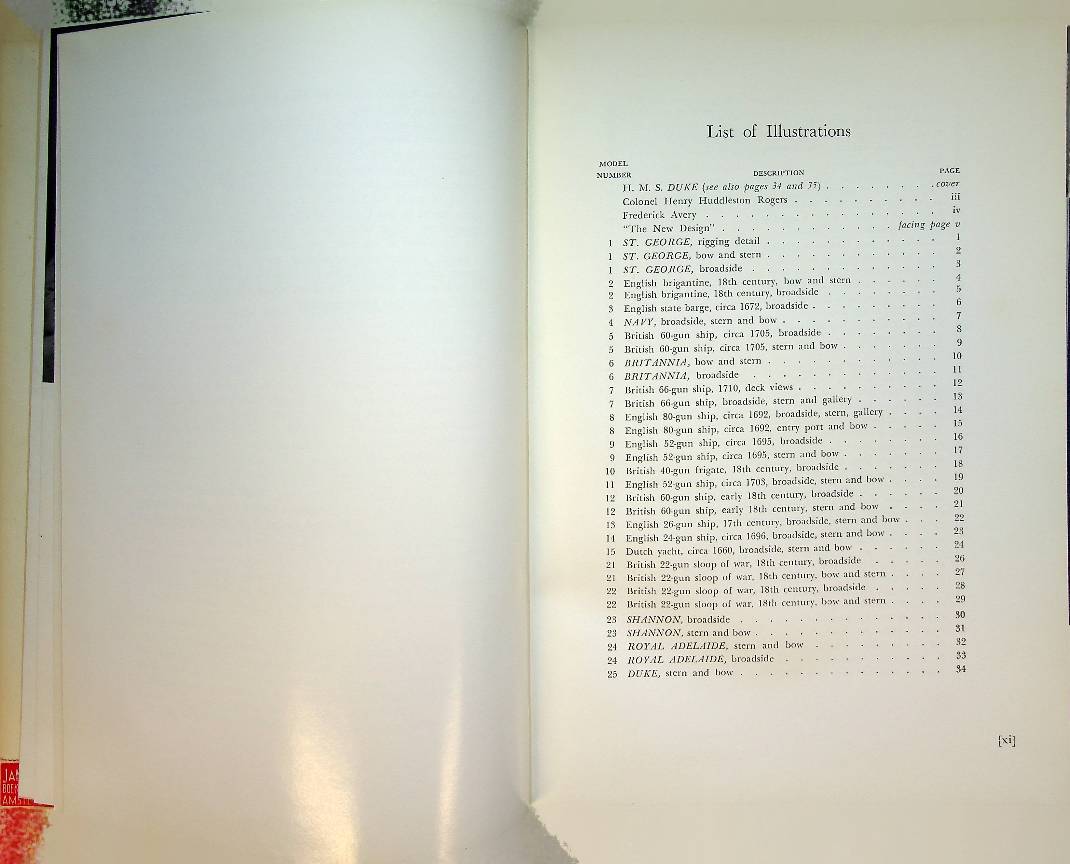 List of Illustrations
MODEL
NUMBER DESCRIPTION PAGE
H. M. S. DUKE (see also pages 34 and 35) . . . . . . . . . cover
Colonel Henry Huddleston Rogers . . . . . . . . . . iii
Frederick Avery . . . . . . . . . . . . . . . . iv
"The New Design" . . . . . . . . . . . . facing page v
1 ST. GEORGE, rigging detail . . . . . . . . . . . . 1
1 ST. GEORGE, bow and stern . . . . . . . . . . . . 2
1 ST. GEORGE, broadside . . . . . . . . . . . . . 3
2 English brigantine, 18th century, bow and stern . . . . . . 4
2 English brigantine, 18th century, broadside . . . . . . . . 5
3 English state barge, circa 1672, broadside . . . . . . . . . 6
4 NAVY, broadside, stern and bow . . . . . . . . . . . 7
5 British 60-gun ship, circa 1705, broadside . . . . . . . . 8
5 British 60-gun ship, circa 1705, stern and bow . . . . . . . 9
6 BRITANNIA, bow and stern . . . . . . . . . . . . 10
6 BRITANNIA, broadside . . . . . . . . . . . . . 11
7 British 66-gun ship, 1710, deck views . . . . . . . . . . 12
7 British 66-gun ship, broadside, stern and gallery . . . . . . 13
8 English 80-gun ship, circa 1692, broadside, stern, gallery . . . . 14
8 English 80-gun ship, circa 1692, entry port and bow . . . . . 15
9 English 52-gun ship, circa 1695, broadside . . . . . . . . 16
9 English 52-gun ship, circa 1695, stern and bow . . . . . . . 17
10 British 40-gun frigate, 18th century, broadside . . . . . . . 18
11 English 52-gun ship, circa 1703, broadside, stern and bow . . . . 19
12 British 60-gun ship, early 18th century, broadside . . . . . . 20
12 British 60-gun ship, early 18th century, stern and bow . . . . 21
13 English 26-gun ship, 17th century, broadside, stern and bow . . . 22
14 English 24-gun ship, circa 1696, broadside, stern and bow . . . . 23
15 Dutch yacht, circa 1660, broadside, stern and bow . . . . . . 24
21 British 22-gun sloop of war, 18th century, broadside . . . . . 26
21 British 22-gun sloop of war, 18th century, bow and stern . . . . 27
22 British 22-gun sloop of war, 18th century, broadside . . . . . 28
22 British 22-gun sloop of war, 18th century, bow and stern . . . . 29
23 SHANNON, broadside . . . . . . . . . . . . . . 30
23 SHANNON, stern and bow . . . . . . . . . . . . . 31
24 ROYAL ADELAIDE, stern and bow . . . . . . . . . 32
24 ROYAL ADELAIDE, broadside . . . . . . . . . . . 33
25 DUKE, stern and bow . . . . . . . . . . . . . . 34
[xi]